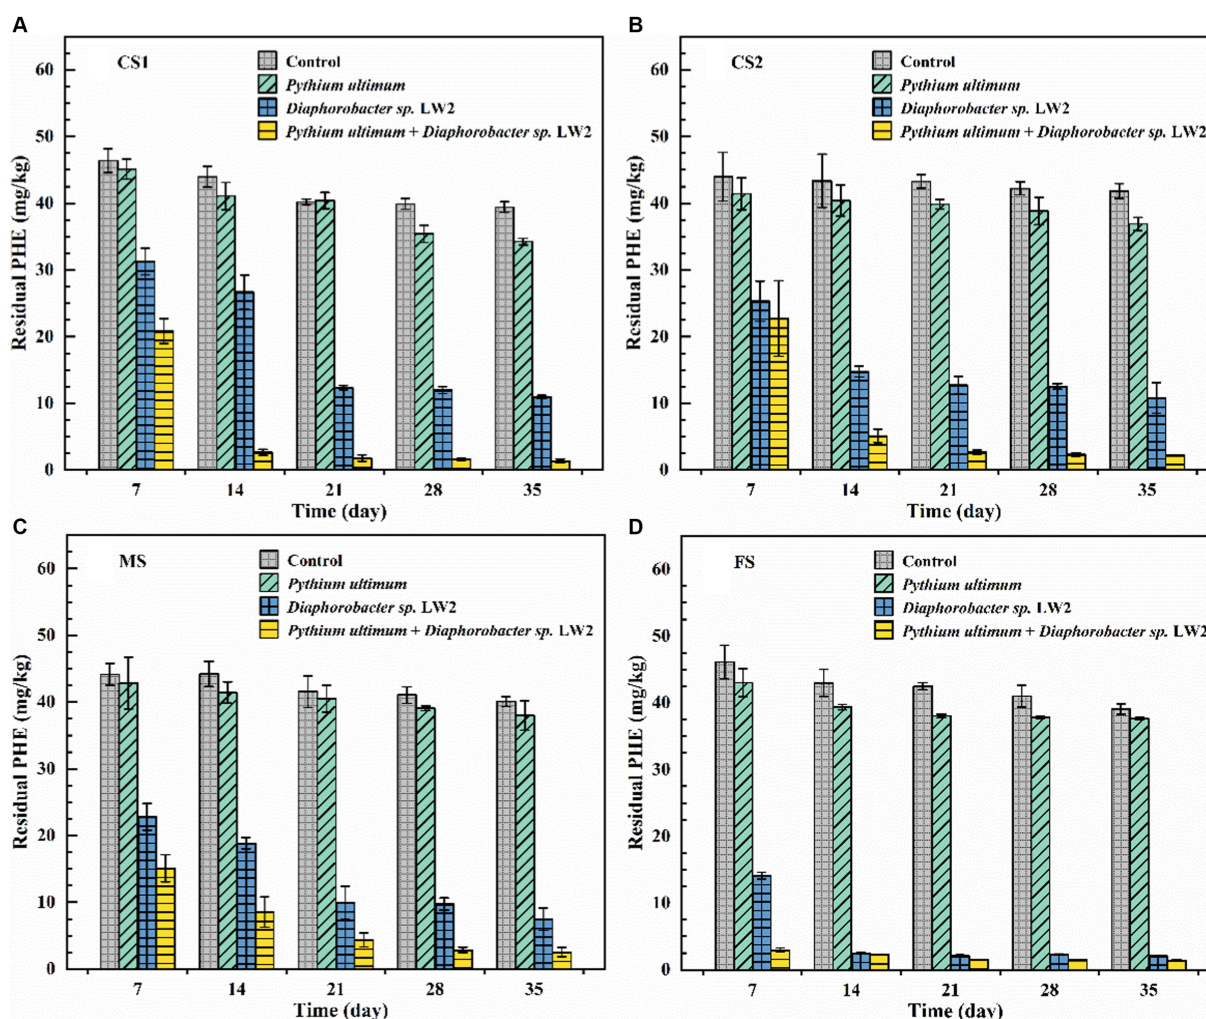 A
CS1
Control
Pythium ultimum
Diaphorobacter sp. LW2
Pythium ultimum + Diaphorobacter sp. LW2
Residual PHE (mg/kg)
60
50
40
30
20
10
0
7 14 21 28 35
Time (day)
B
CS2
Control
Pythium ultimum
Diaphorobacter sp. LW2
Pythium ultimum + Diaphorobacter sp. LW2
Residual PHE (mg/kg)
60
50
40
30
20
10
0
7 14 21 28 35
Time (day)
C
MS
Control
Pythium ultimum
Diaphorobacter sp. LW2
Pythium ultimum + Diaphorobacter sp. LW2
Residual PHE (mg/kg)
60
50
40
30
20
10
0
7 14 21 28 35
Time (day)
D
FS
Control
Pythium ultimum
Diaphorobacter sp. LW2
Pythium ultimum + Diaphorobacter sp. LW2
Residual PHE (mg/kg)
60
50
40
30
20
10
0
7 14 21 28 35
Time (day)